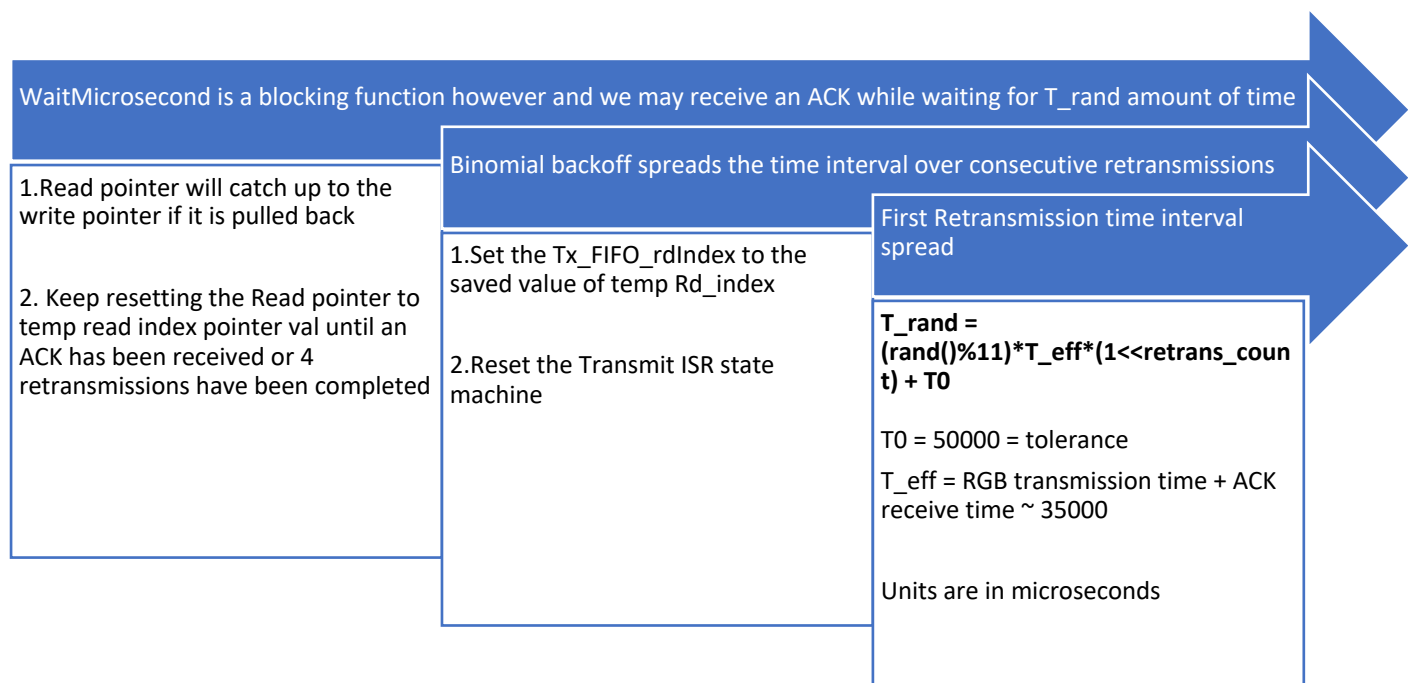 WaitMicrosecond is a blocking function however and we may receive an ACK while waiting for T_rand amount of time
1.Read pointer will catch up to the
write pointer if it is pulled back
2. Keep resetting the Read pointer to
temp read index pointer val until an
ACK has been received or 4
retransmissions have been completed
Binomial backoff spreads the time interval over consecutive retransmissions
1.Set the Tx_FIFO_rdIndex to the
saved value of temp Rd_index
2.Reset the Transmit ISR state
machine
First Retransmission time interval
spread
T_rand =
(rand()%11)*T_eff*(1<<retrans_coun
t) + T0
T0 = 50000 = tolerance
T_eff = RGB transmission time + ACK
receive time ~ 35000
Units are in microseconds